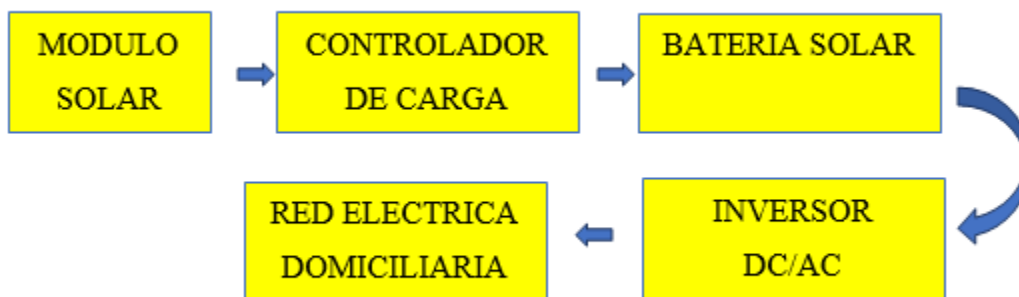 MODULO
SOLAR
CONTROLADOR
DE CARGA
BATERIA SOLAR
INVERSOR
DC/AC
RED ELECTRICA
DOMICILIARIA